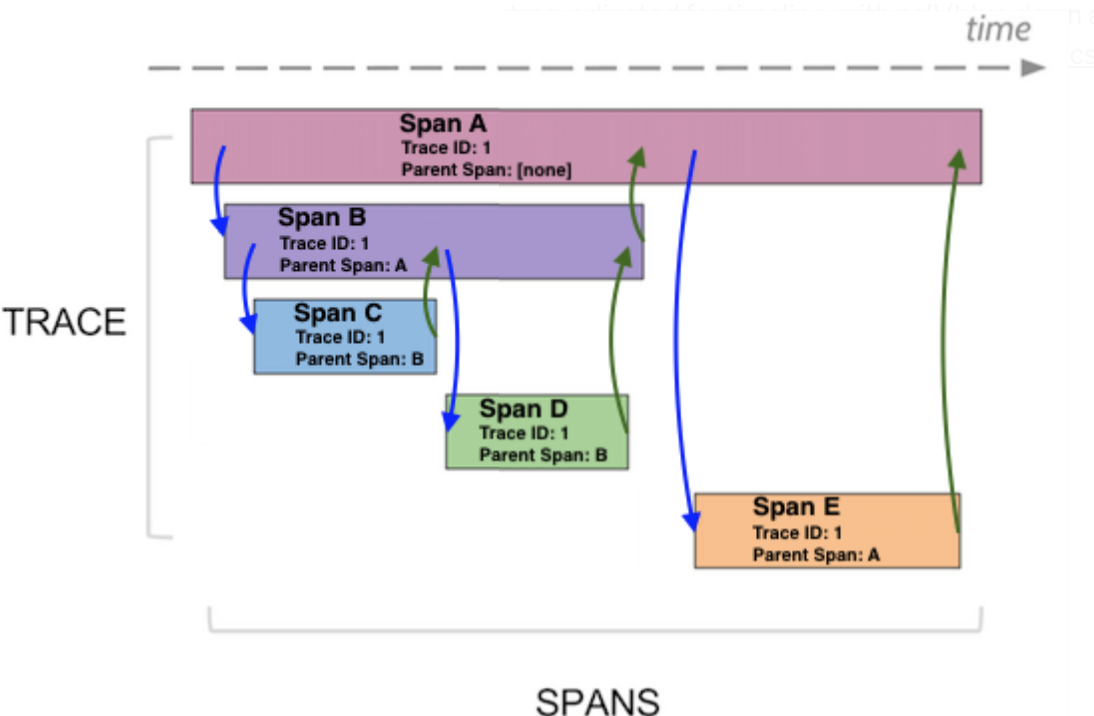 time
Span A
Trace ID: 1
Parent Span: [none]
Span B
Trace ID: 1
Parent Span: A
Span C
Trace ID: 1
Parent Span: B
TRACE
Span D
Trace ID: 1
Parent Span: B
Span E
Trace ID: 1
Parent Span: A
SPANS